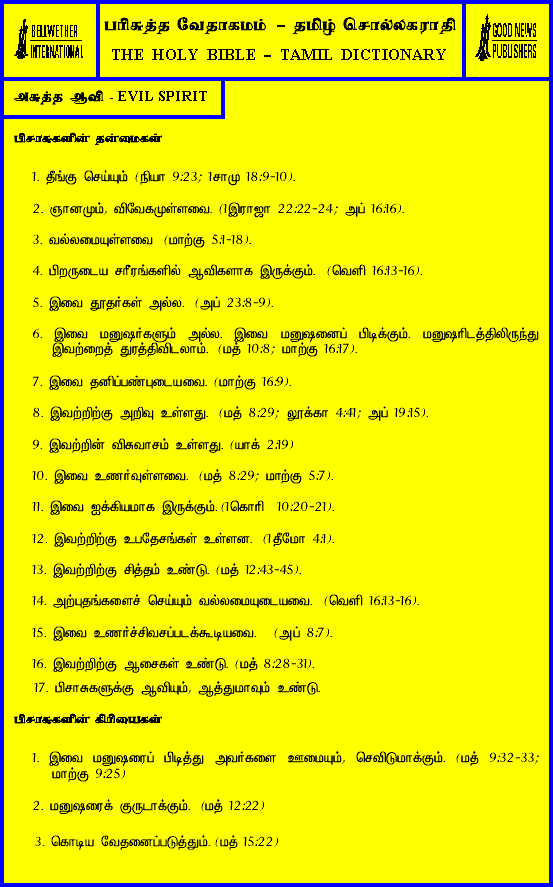 BELLWETHER
INTERNATIONAL
பரிசுத்த வேதாகமம் – தமிழ் சொல்லகராதி
THE HOLY BIBLE – TAMIL DICTIONARY
GOOD NEWS
PUBLISHERS
அசுத்த ஆவி - EVIL SPIRIT
பிசாசுகளின் தன்மைகள்
1. தீங்கு செய்யும் (நியா 9:23; 1சாமு 18:9-10).
2. ஞானமும், விவேகமுள்ளவை. (1இராஜா 22:22-24; அப் 16:16).
3. வல்லமையுள்ளவை (மாற்கு 5:1-18).
4. பிறருடைய சரீரங்களில் ஆவிகளாக இருக்கும். (வெளி 16:13-16).
5. இவை தூதர்கள் அல்ல. (அப் 23:8-9).
6. இவை மனுஷர்களும் அல்ல. இவை மனுஷனைப் பிடிக்கும். மனுஷரிடத்திலிருந்து
இவற்றைத் துரத்திவிடலாம். (மத் 10:8; மாற்கு 16:17).
7. இவை தனிப்பண்புடையவை. (மாற்கு 16:9).
8. இவற்றிற்கு அறிவு உள்ளது. (மத் 8:29; லூக்கா 4:41; அப் 19:15).
9. இவற்றின் விசுவாசம் உள்ளது. (யாக் 2:19)
10. இவை உணர்வுள்ளவை. (மத் 8:29; மாற்கு 5:7).
11. இவை ஐக்கியமாக இருக்கும். (1கொரி 10:20-21).
12. இவற்றிற்கு உபதேசங்கள் உள்ளன. (1தீமோ 4:1).
13. இவற்றிற்கு சித்தம் உண்டு. (மத் 12:43-45).
14. அற்புதங்களைச் செய்யும் வல்லமையுடையவை. (வெளி 16:13-16).
15. இவை உணர்ச்சிவசப்படக்கூடியவை. (அப் 8:7).
16. இவற்றிற்கு ஆசைகள் உண்டு. (மத் 8:28-31).
17. பிசாசுகளுக்கு ஆவியும், ஆத்துமாவும் உண்டு.
பிசாசுகளின் கிரியைகள்
1. இவை மனுஷரைப் பிடித்து அவர்களை ஊமையும், செவிடுமாக்கும். (மத் 9:32-33;
மாற்கு 9:25)
2. மனுஷரைக் குருடாக்கும். (மத் 12:22)
3. கொடிய வேதனைப்படுத்தும். (மத் 15:22)